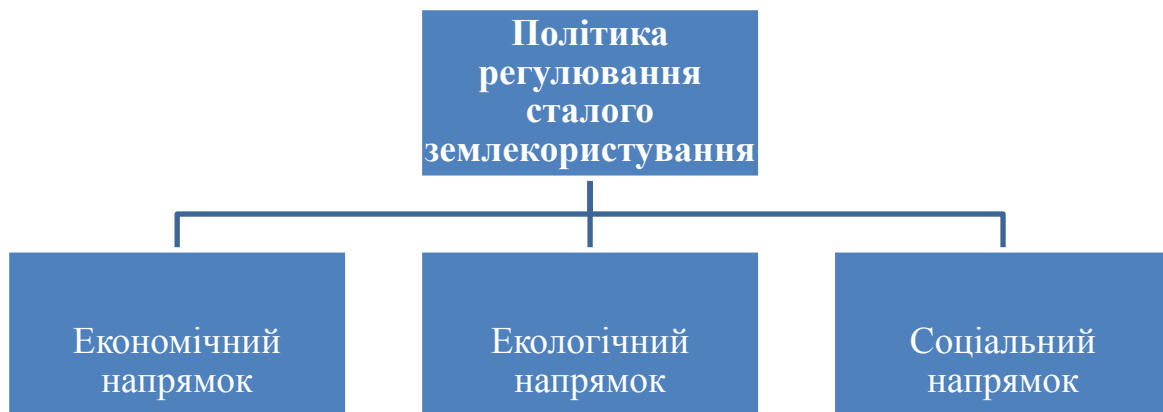 Політика
регулювання
сталого
землекористування
Економічний
напрямок
Екологічний
напрямок
Соціальний
напрямок